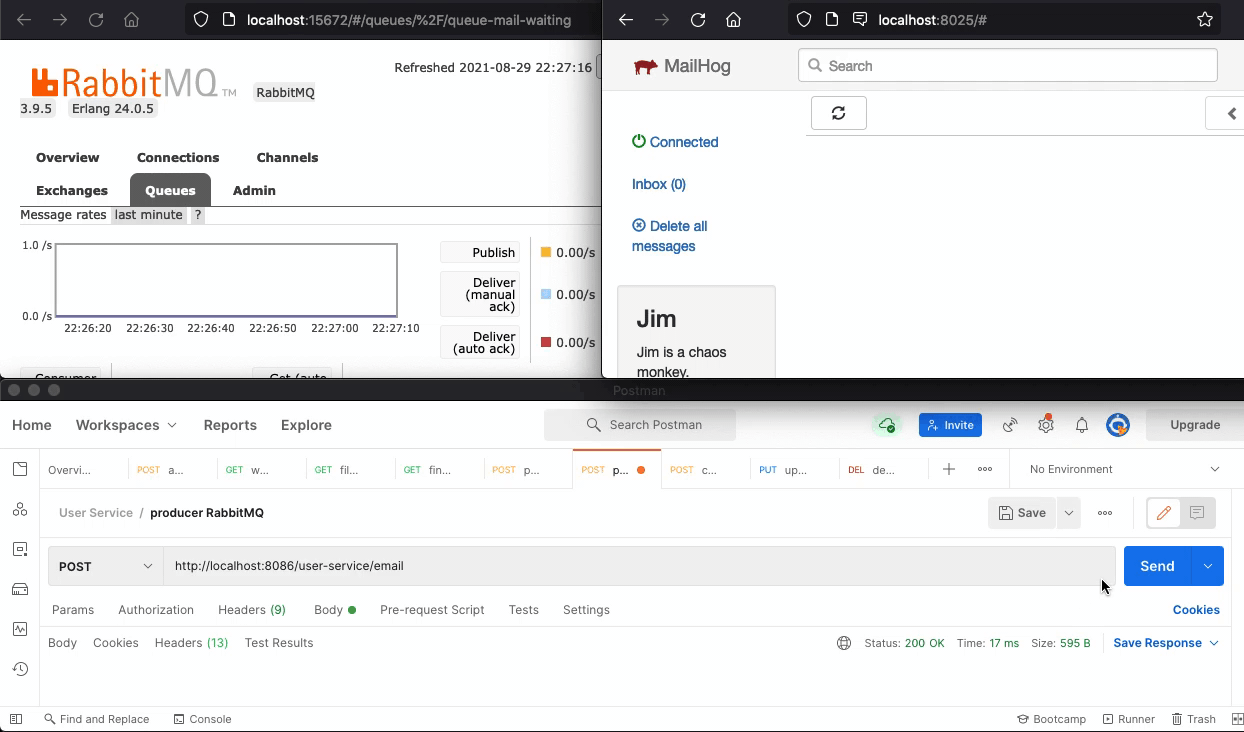 localhost:15672/#/queues/%2F/queue-mail-waiting
RabbitMQ TM
RabbitMQ
Refreshed 2021-08-29 22:27:16
3.9.5 Erlang 24.0.5
Overview Connections Channels
Exchanges Queues Admin
Message rates last minute ?
1.0 /s
0.0 /s
22:26:20 22:26:30 22:26:40 22:26:50 22:27:00 22:27:10
Publish 0.00/s
Deliver
(manual
ack)
0.00/s
Deliver
(auto ack)
0.00/s
Consumer Get (auto
localhost:8025/#
MailHog Search
Connected
Inbox (0)
Delete all
messages
Jim
Jim is a chaos
monkey.
Postman
Home Workspaces Reports Explore Search Postman Invite Upgrade
Overvi... POST a... GET w... GET fil... GET fin... POST p... POST p... POST c... PUT up... DEL de... No Environment
User Service / producer RabbitMQ Save
POST http://localhost:8086/user-service/email Send
Params Authorization Headers (9) Body Pre-request Script Tests Settings Cookies
Body Cookies Headers (13) Test Results Status: 200 OK Time: 17 ms Size: 595 B Save Response
Find and Replace Console Bootcamp Runner Trash